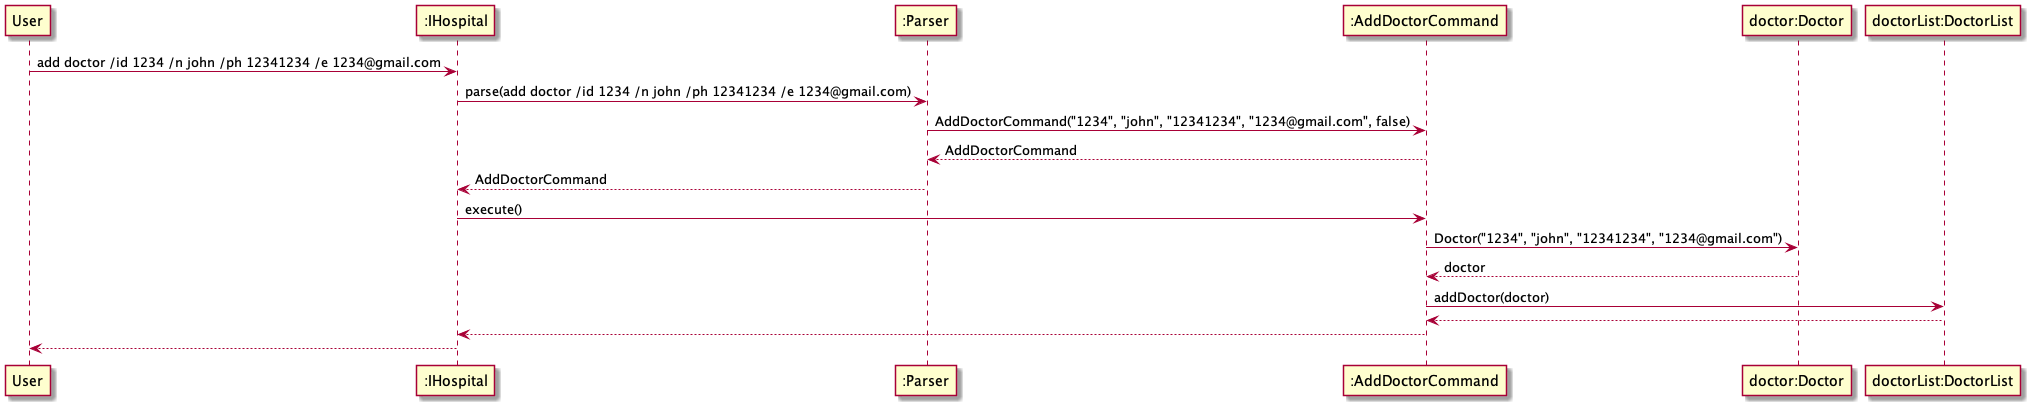 User
:IHospital
:Parser
:AddDoctorCommand
doctor:Doctor
doctorList:DoctorList
add doctor /id 1234 /n john /ph 12341234 /e 1234@gmail.com
parse(add doctor /id 1234 /n john /ph 12341234 /e 1234@gmail.com)
AddDoctorCommand("1234", "john", "12341234", "1234@gmail.com", false)
AddDoctorCommand
AddDoctorCommand
execute()
Doctor("1234", "john", "12341234", "1234@gmail.com")
doctor
addDoctor(doctor)
User
:IHospital
:Parser
:AddDoctorCommand
doctor:Doctor
doctorList:DoctorList